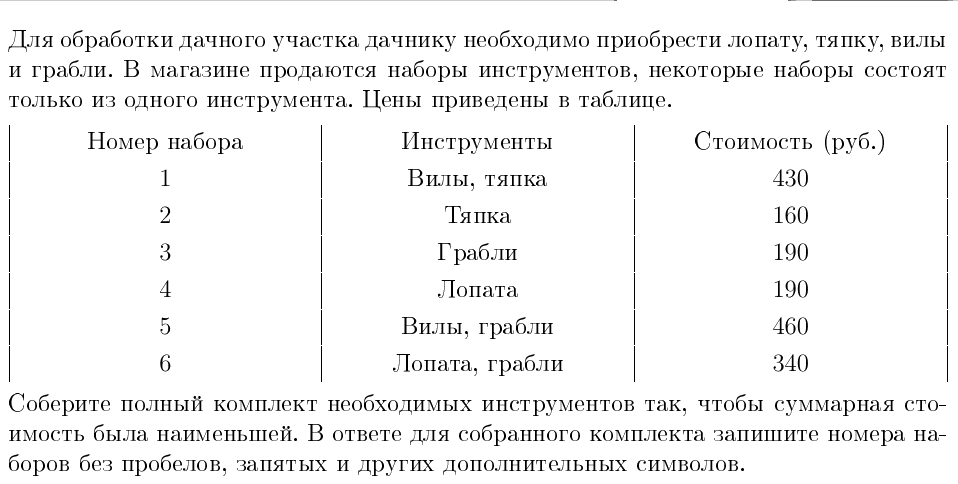 Для обработки дачного участка дачнику необходимо приобрести лопату, тяпку, вилы
и грабли. В магазине продаются наборы инструментов, некоторые наборы состоят
только из одного инструмента. Цены приведены в таблице.
Номер набора Инструменты Стоимость (руб.)
1 Вилы, тяпка 430
2 Тяпка 160
3 Грабли 190
4 Лопата 190
5 Вилы, грабли 460
6 Лопата, грабли 340
Соберите полный комплект необходимых инструментов так, чтобы суммарная сто-
имость была наименьшей. В ответе для собранного комплекта запишите номера на-
боров без пробелов, запятых и других дополнительных символов.